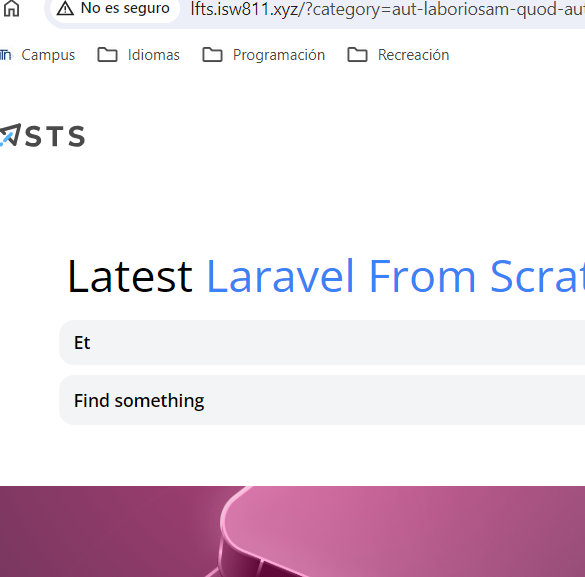 No es seguro lfts.isw811.xyz/?category=aut-laboriosam-quod-au
Campus Idiomas Programación Recreación
STS
Latest Laravel From Scra
Et
Find something